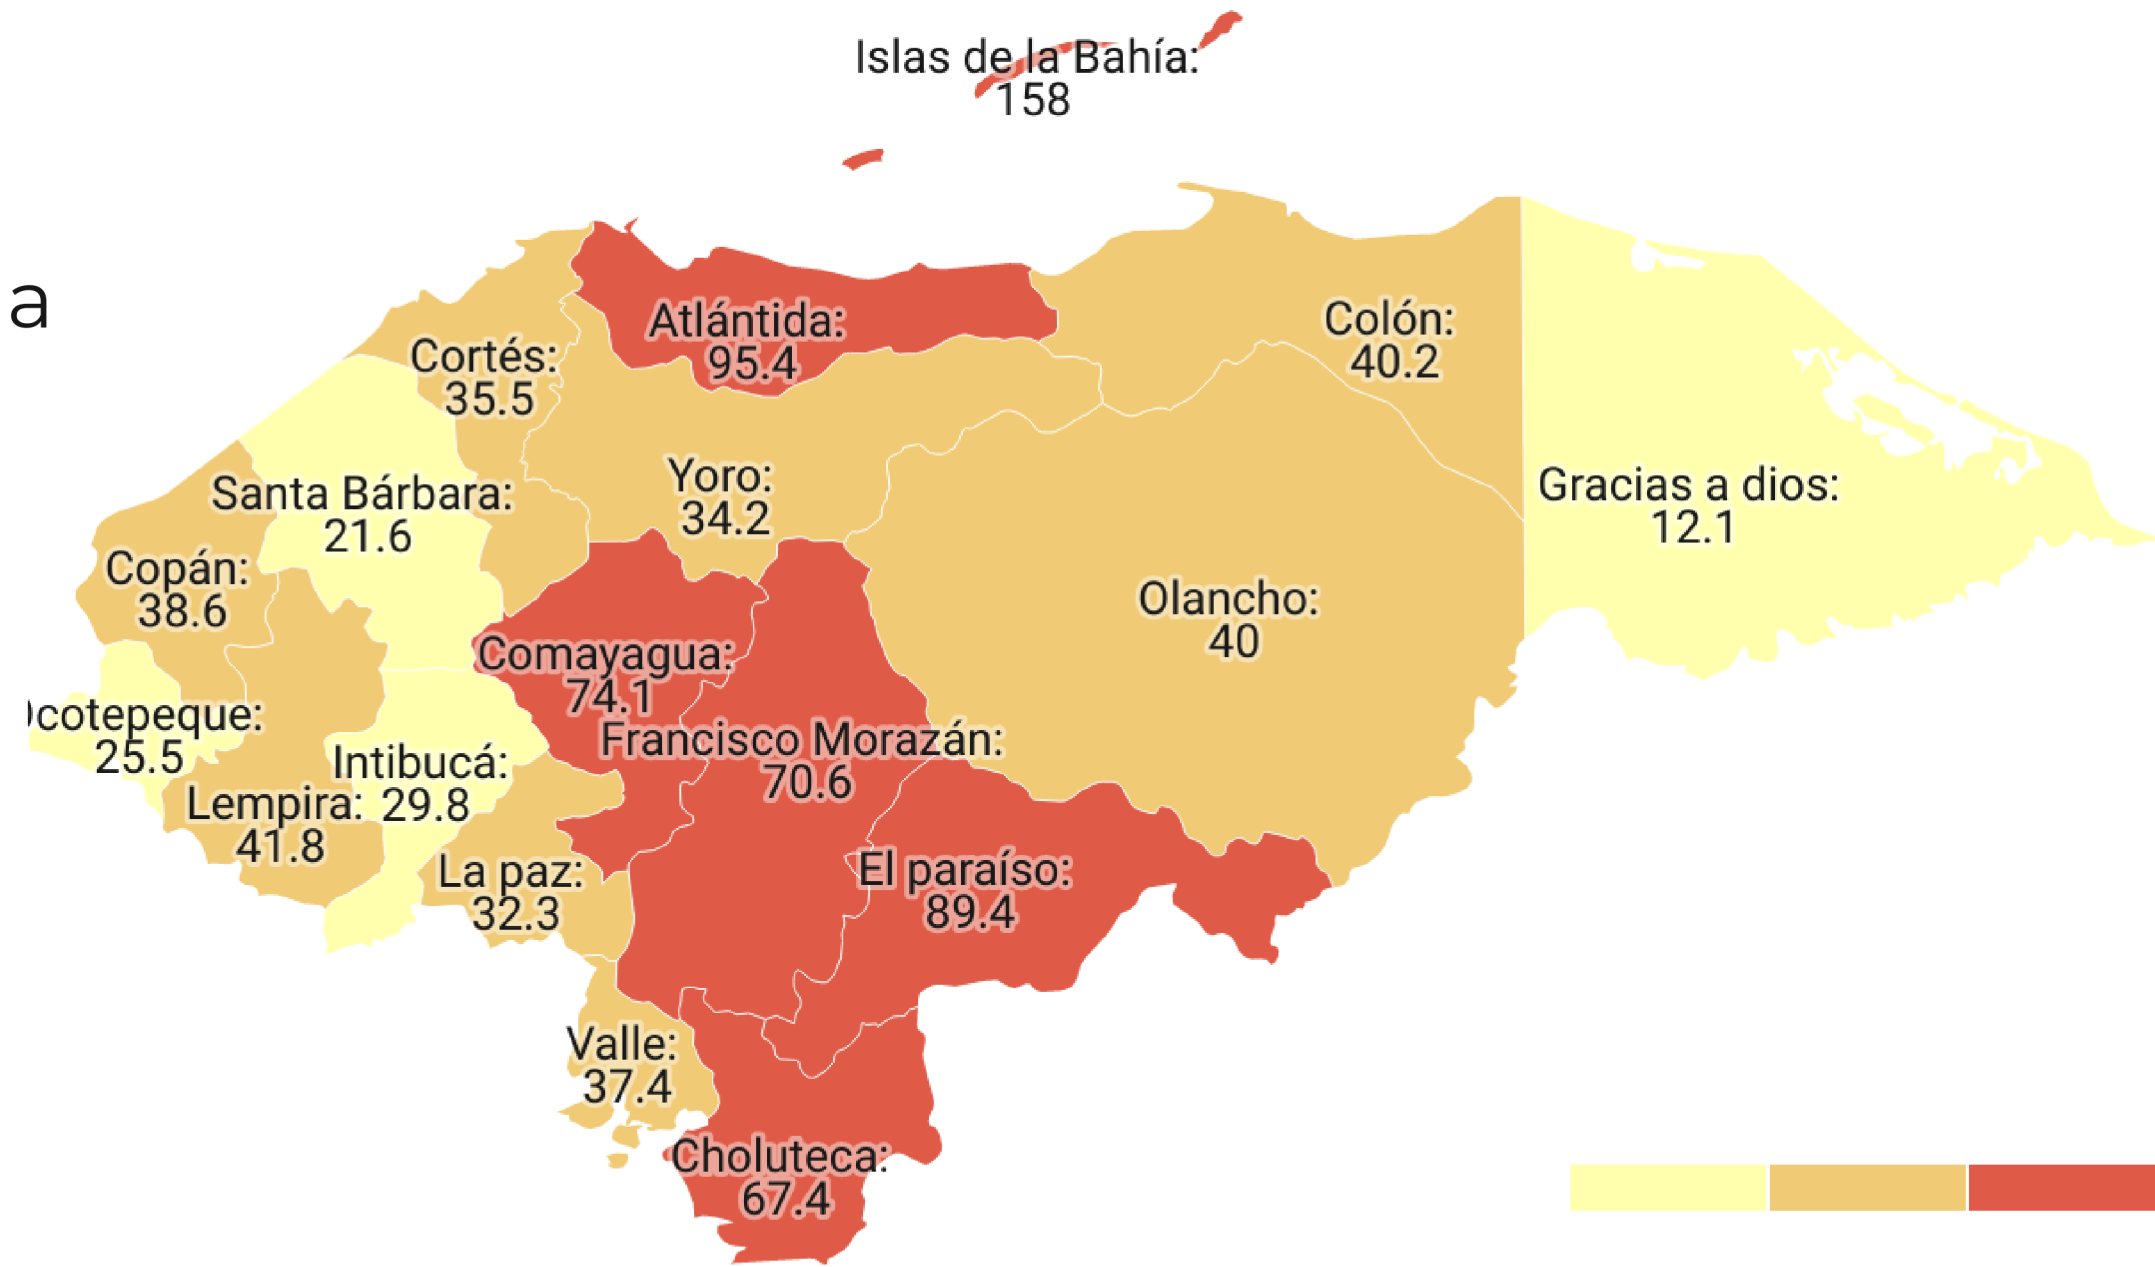 Islas de la Bahía:
158
a
Atlántida:
95.4
Colón:
40.2
Cortés:
35.5
Yoro:
34.2
Santa Bárbara:
21.6
Gracias a dios:
12.1
Copán:
38.6
Olancho:
40
Comayagua:
74.1
cotepeque:
25.5
Francisco Morazán:
70.6
Intibucá:
29.8
Lempira:
41.8
La paz:
32.3
El paraíso:
89.4
Valle:
37.4
Choluteca:
67.4